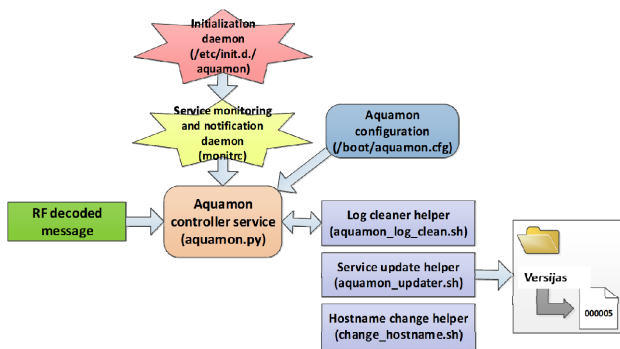 Initialization
daemon
(/etc/init.d./
aquamon)
Service monitoring
and notification
daemon
(monitrc)
Aquamon
configuration
(/boot/aquamon.cfg)
RF decoded
message
Aquamon
controller service
(aquamon.py)
Log cleaner helper
(aquamon_log_clean.sh)
Service update helper
(aquamon_updater.sh)
Hostname change helper
(change_hostname.sh)
Versijas
000005